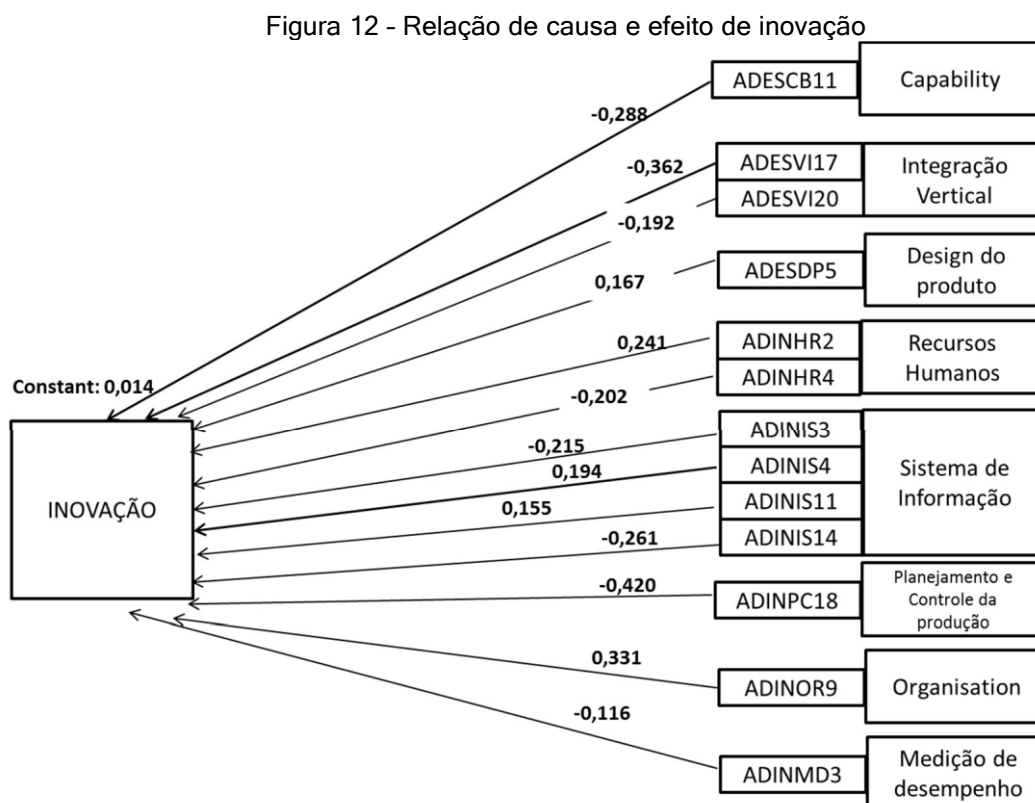 Figura 12 - Relação de causa e efeito de inovação
ADESCB11
Capability
-0,288
-0,362
ADESVI17
ADESVI20
Integração
Vertical
-0,192
0,167
ADESDP5
Design do
produto
0,241
ADINHR2
ADINHR4
Recursos
Humanos
Constant: 0,014
-0,202
INOVAÇÃO
-0,215
0,194
0,155
-0,261
ADINIS3
ADINIS4
ADINIS11
ADINIS14
Sistema de
Informação
-0,420
ADINPC18
Planejamento e
Controle da
produção
0,331
ADINOR9
Organisation
-0,116
ADINMD3
Medição de
desempenho